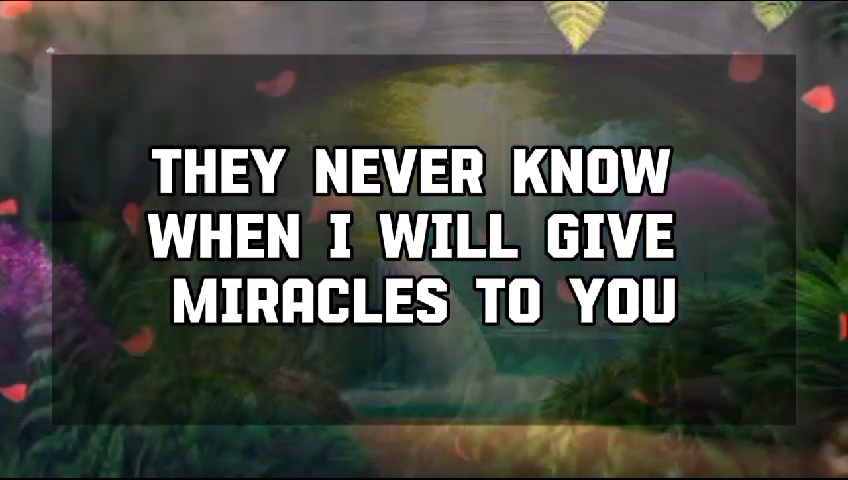 THEY NEVER KNOW
WHEN I WILL GIVE
MIRACLES TO YOU